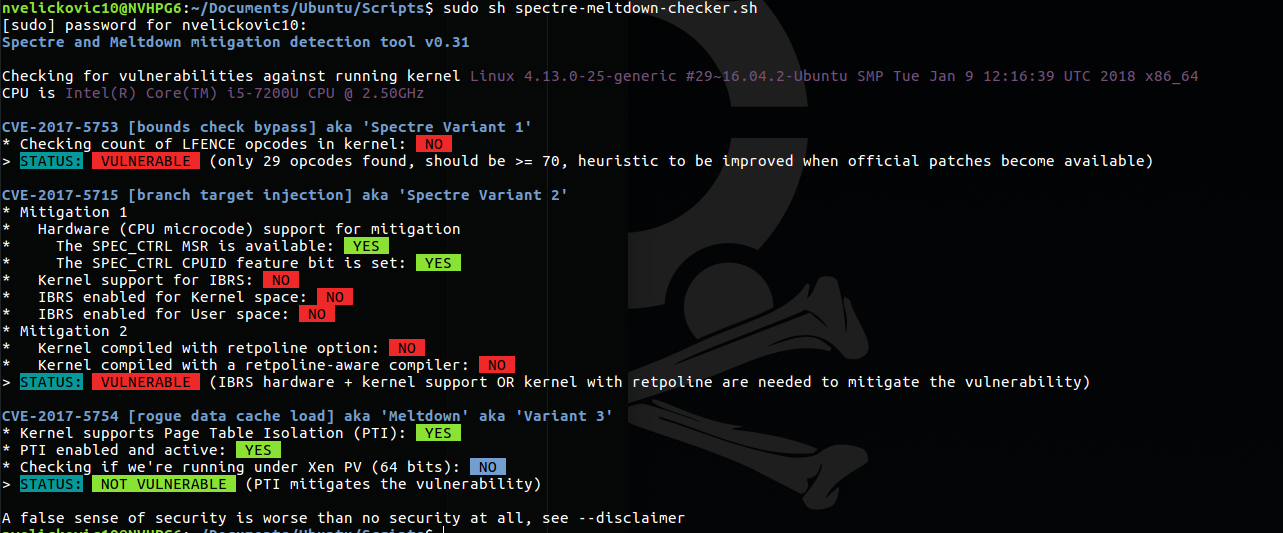 nvelickovic10@NVHPG6:~/Documents/Ubuntu/Scripts$ sudo sh spectre-meltdown-checker.sh
[sudo] password for nvelickovic10:
Spectre and Meltdown mitigation detection tool v0.31
Checking for vulnerabilities against running kernel Linux 4.13.0-25-generic #29~16.04.2-Ubuntu SMP Tue Jan 9 12:16:39 UTC 2018 x86_64
CPU is Intel(R) Core(TM) i5-7200U CPU @ 2.50GHz
CVE-2017-5753 [bounds check bypass] aka 'Spectre Variant 1'
* Checking count of LFENCE opcodes in kernel: NO
> STATUS: VULNERABLE (only 29 opcodes found, should be >= 70, heuristic to be improved when official patches become available)
CVE-2017-5715 [branch target injection] aka 'Spectre Variant 2'
* Mitigation 1
*   Hardware (CPU microcode) support for mitigation
*     The SPEC_CTRL MSR is available: YES
*     The SPEC_CTRL CPUID feature bit is set: YES
*   Kernel support for IBRS: NO
*   IBRS enabled for Kernel space: NO
*   IBRS enabled for User space: NO
* Mitigation 2
*   Kernel compiled with retpoline option: NO
*   Kernel compiled with a retpoline-aware compiler: NO
> STATUS: VULNERABLE (IBRS hardware + kernel support OR kernel with retpoline are needed to mitigate the vulnerability)
CVE-2017-5754 [rogue data cache load] aka 'Meltdown' aka 'Variant 3'
* Kernel supports Page Table Isolation (PTI): YES
* PTI enabled and active: YES
* Checking if we're running under Xen PV (64 bits): NO
> STATUS: NOT VULNERABLE (PTI mitigates the vulnerability)
A false sense of security is worse than no security at all, see --disclaimer
nvelickovic10@NVHPG6:~/Documents/Ubuntu/Scripts$